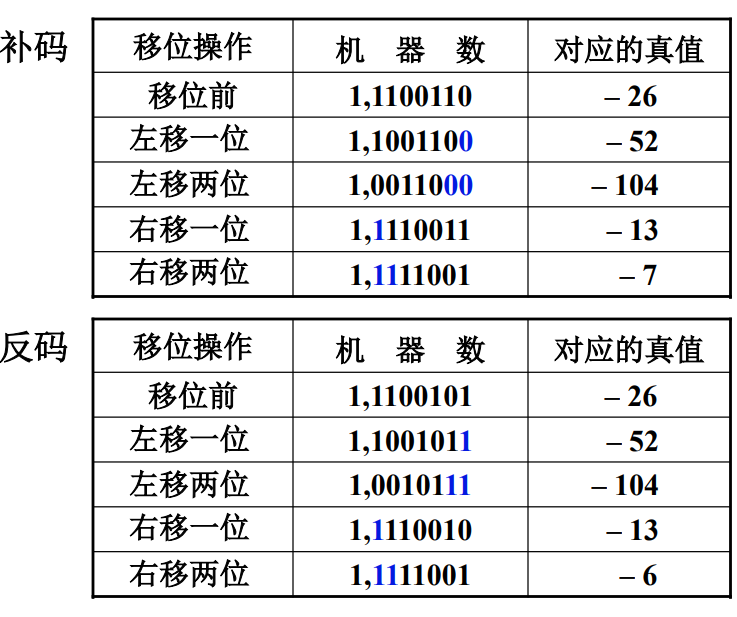 补码 移位操作 机 器 数 对应的真值
移位前 1,1100110 – 26
左移一位 1,1001100 – 52
左移两位 1,0011000 – 104
右移一位 1,1110011 – 13
右移两位 1,1111001 – 7
反码 移位操作 机 器 数 对应的真值
移位前 1,1100101 – 26
左移一位 1,1001011 – 52
左移两位 1,0010111 – 104
右移一位 1,1110010 – 13
右移两位 1,1111001 – 6